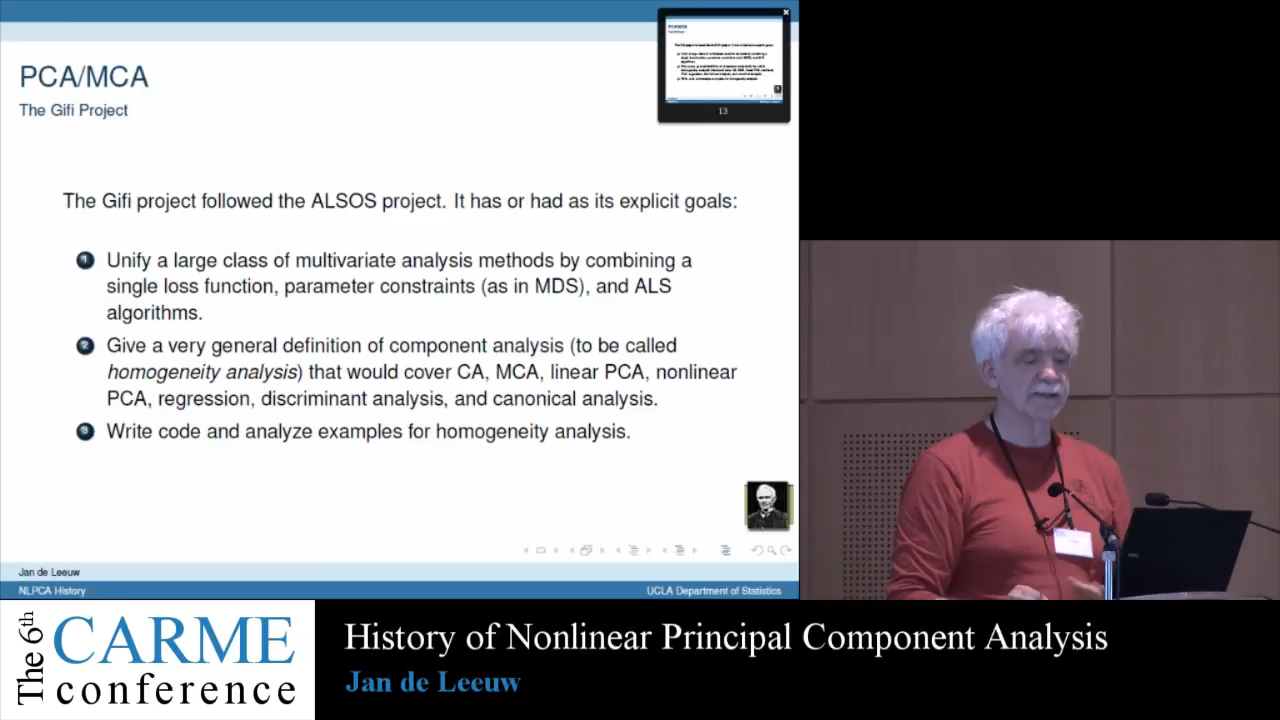 PCA/MCA
The Gifi Project
13
The Gifi project followed the ALSOS project. It has or had as its explicit goals:
1 Unify a large class of multivariate analysis methods by combining a
single loss function, parameter constraints (as in MDS), and ALS
algorithms.
2 Give a very general definition of component analysis (to be called
homogeneity analysis) that would cover CA, MCA, linear PCA, nonlinear
PCA, regression, discriminant analysis, and canonical analysis.
3 Write code and analyze examples for homogeneity analysis.
Jan de Leeuw
NLPCA History
UCLA Department of Statistics
The 6th
CARME
conference
History of Nonlinear Principal Component Analysis
Jan de Leeuw